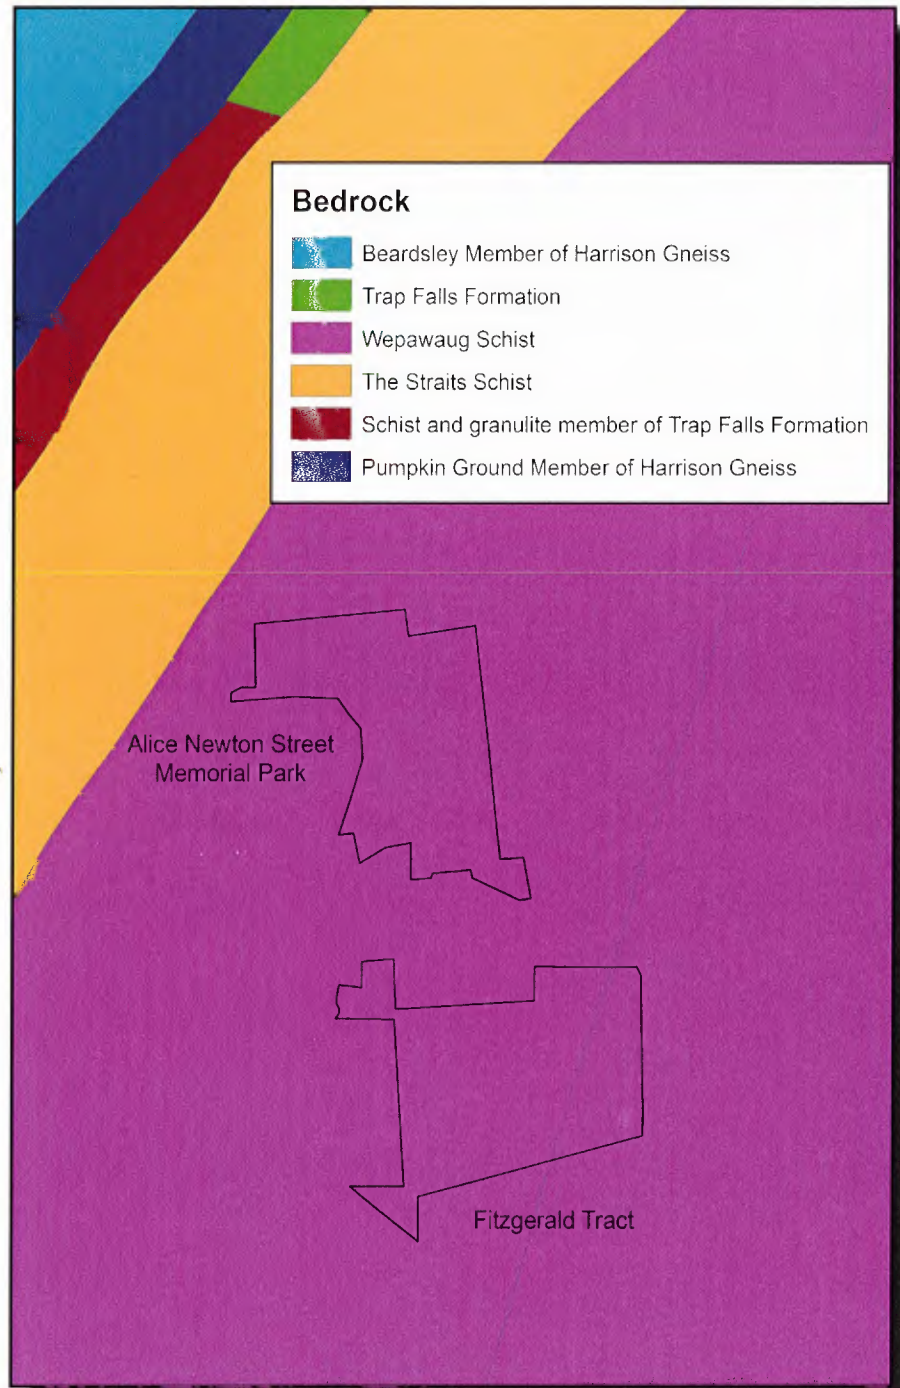 Bedrock
Beardsley Member of Harrison Gneiss
Trap Falls Formation
Wepawaug Schist
The Straits Schist
Schist and granulite member of Trap Falls Formation
Pumpkin Ground Member of Harrison Gneiss
Alice Newton Street
Memorial Park
Fitzgerald Tract